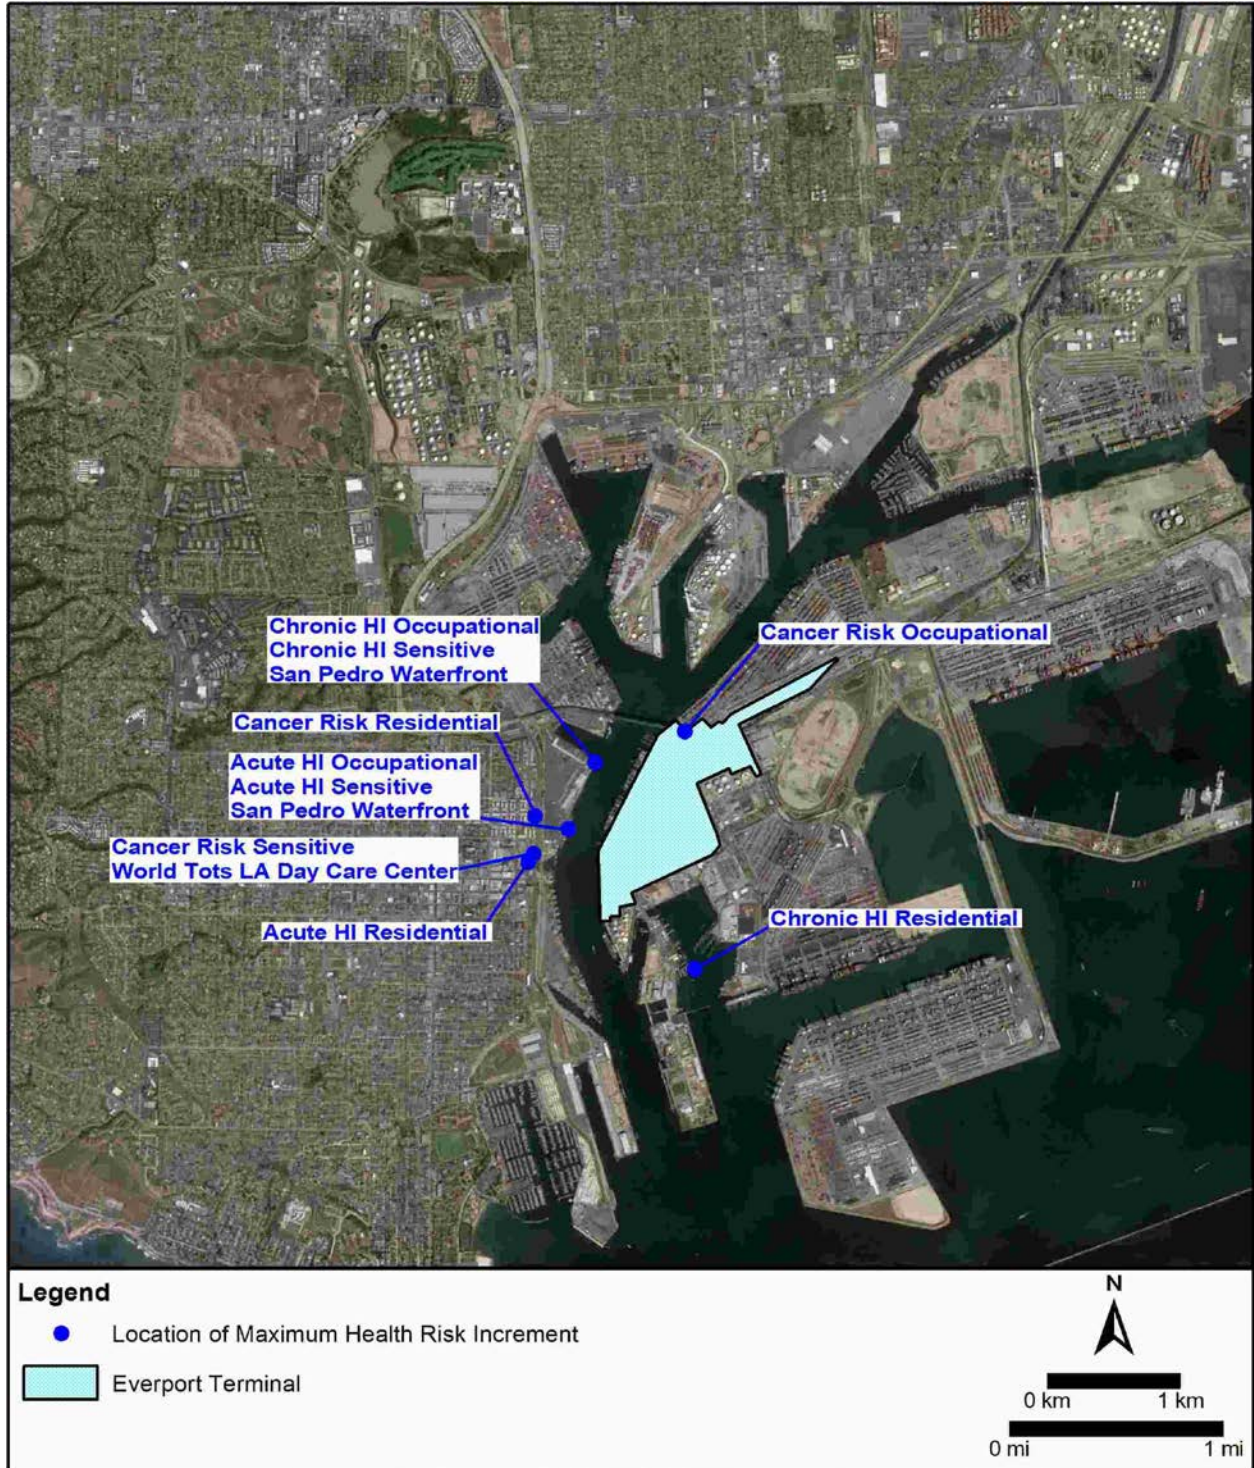 Chronic HI Occupational
Chronic HI Sensitive
San Pedro Waterfront
Cancer Risk Occupational
Cancer Risk Residential
Acute HI Occupational
Acute HI Sensitive
San Pedro Waterfront
Cancer Risk Sensitive
World Tots LA Day Care Center
Acute HI Residential
Chronic HI Residential
Legend
Location of Maximum Health Risk Increment
Everport Terminal
N
0 km 1 km
0 mi 1 mi